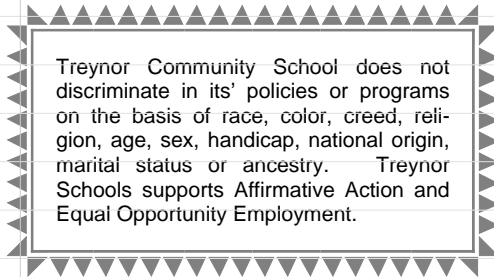 Treynor Community School does not
discriminate in its’ policies or programs
on the basis of race, color, creed, reli-
gion, age, sex, handicap, national origin,
marital status or ancestry. Treynor
Schools supports Affirmative Action and
Equal Opportunity Employment.